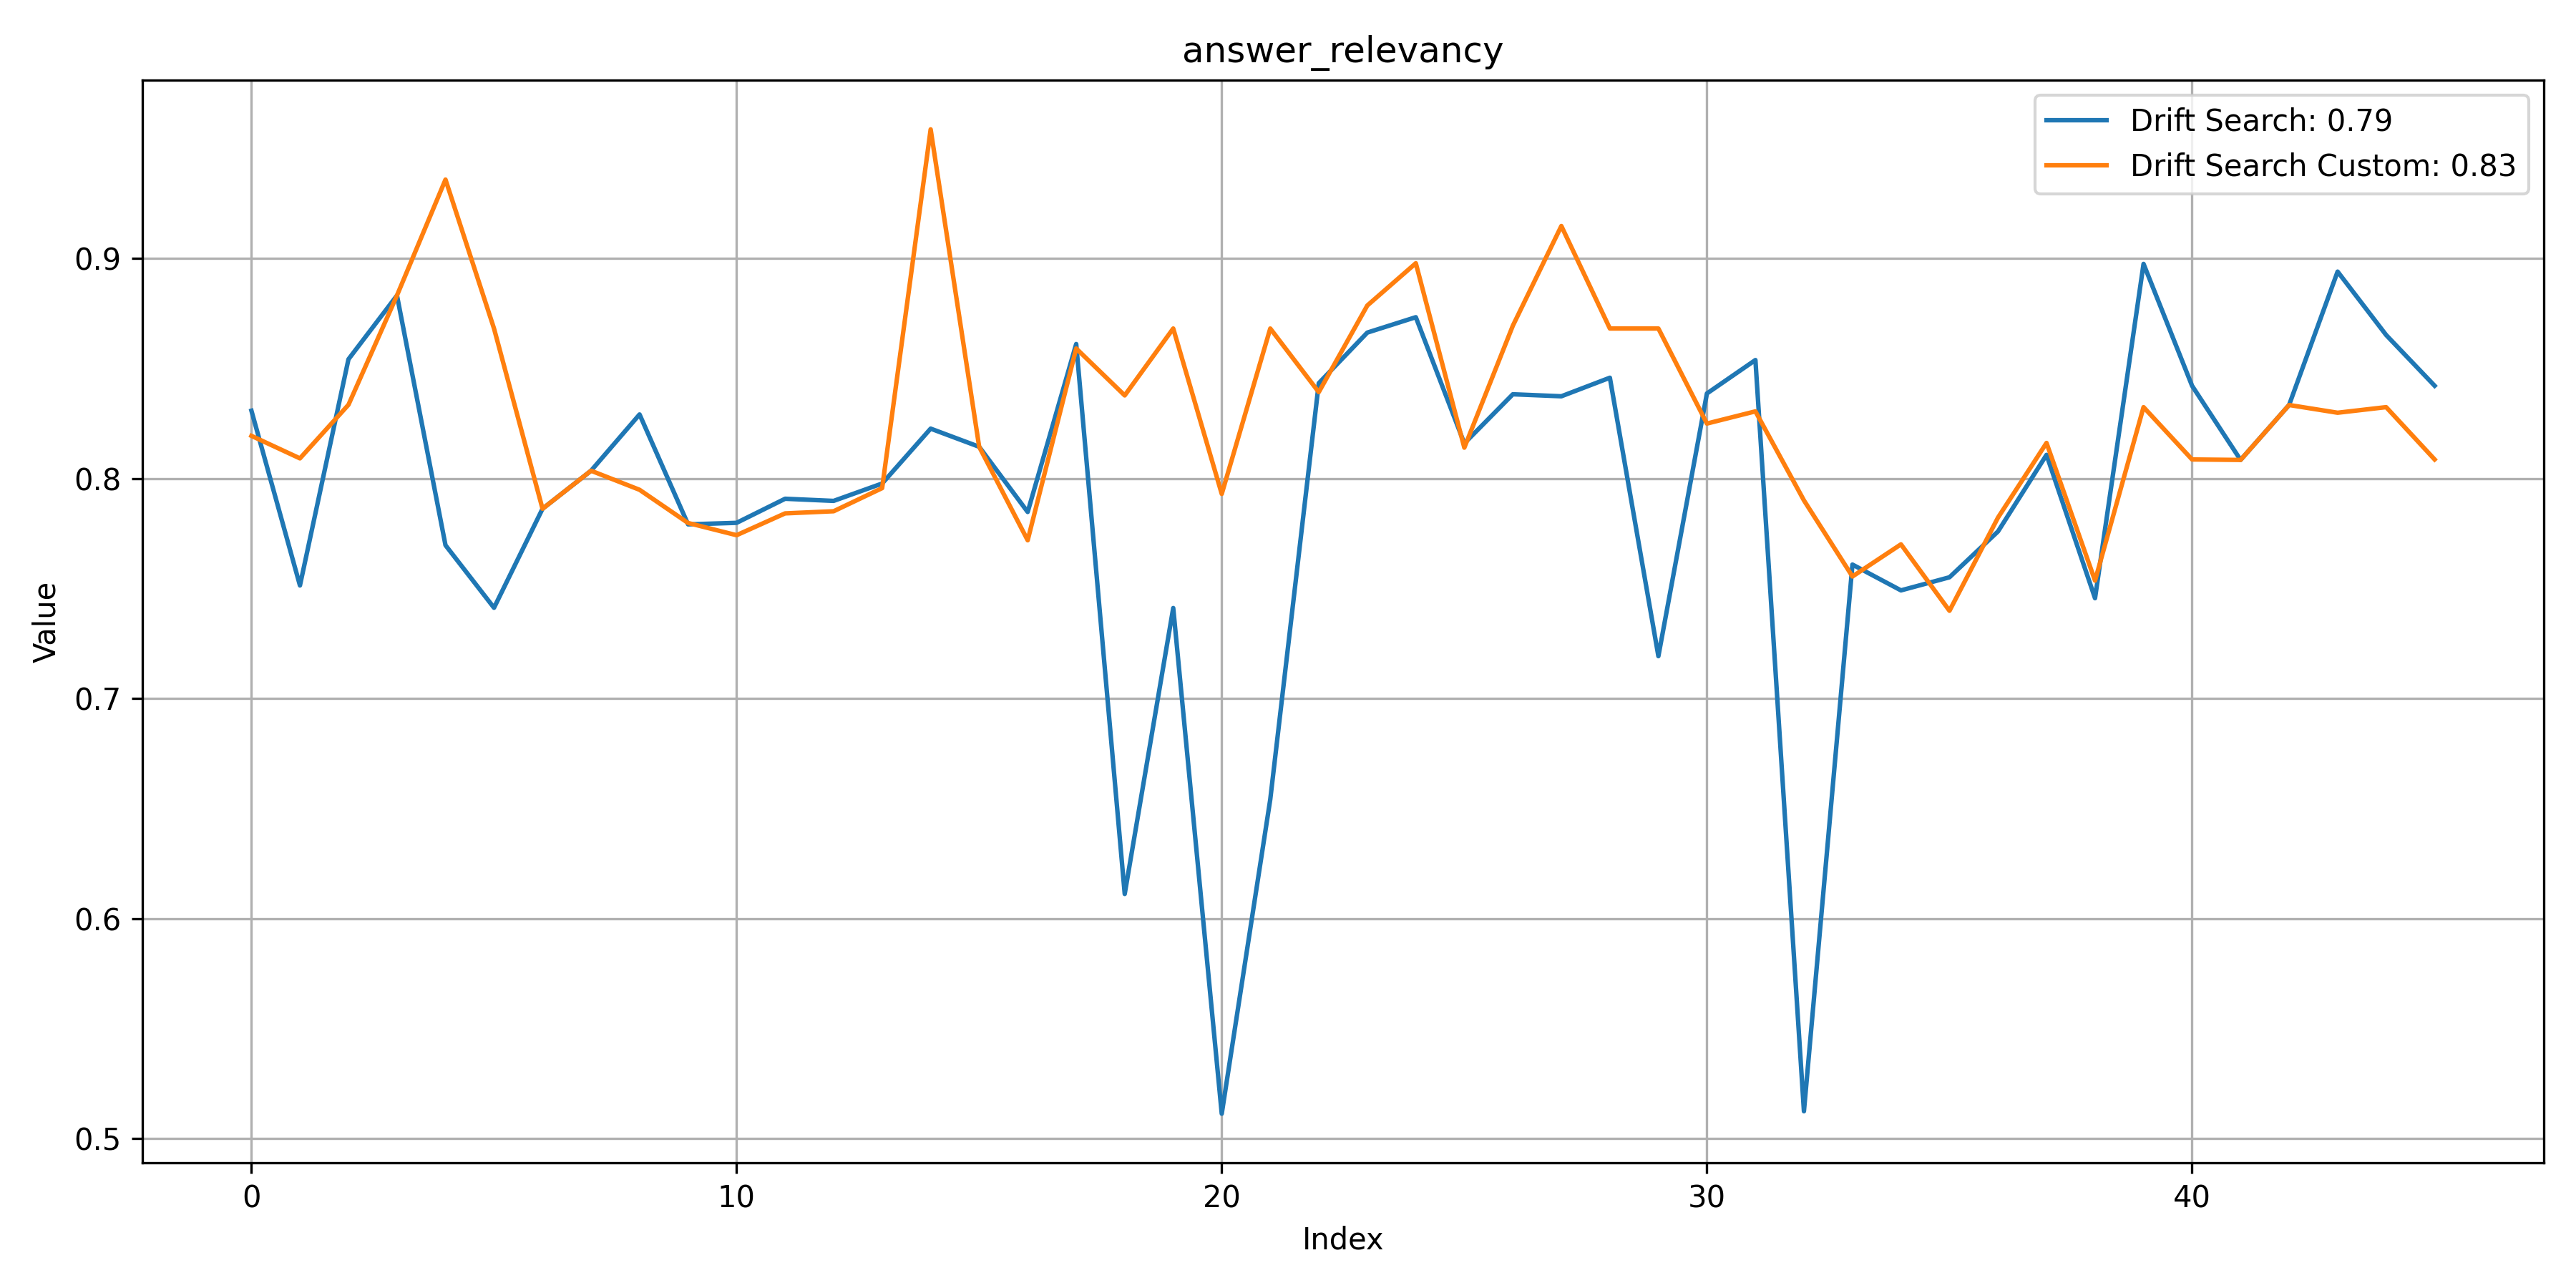 answer_relevancy
Drift Search: 0.79
Drift Search Custom: 0.83
0.9
0.8
0.7
0.6
0.5
Value
0 10 20 30 40
Index